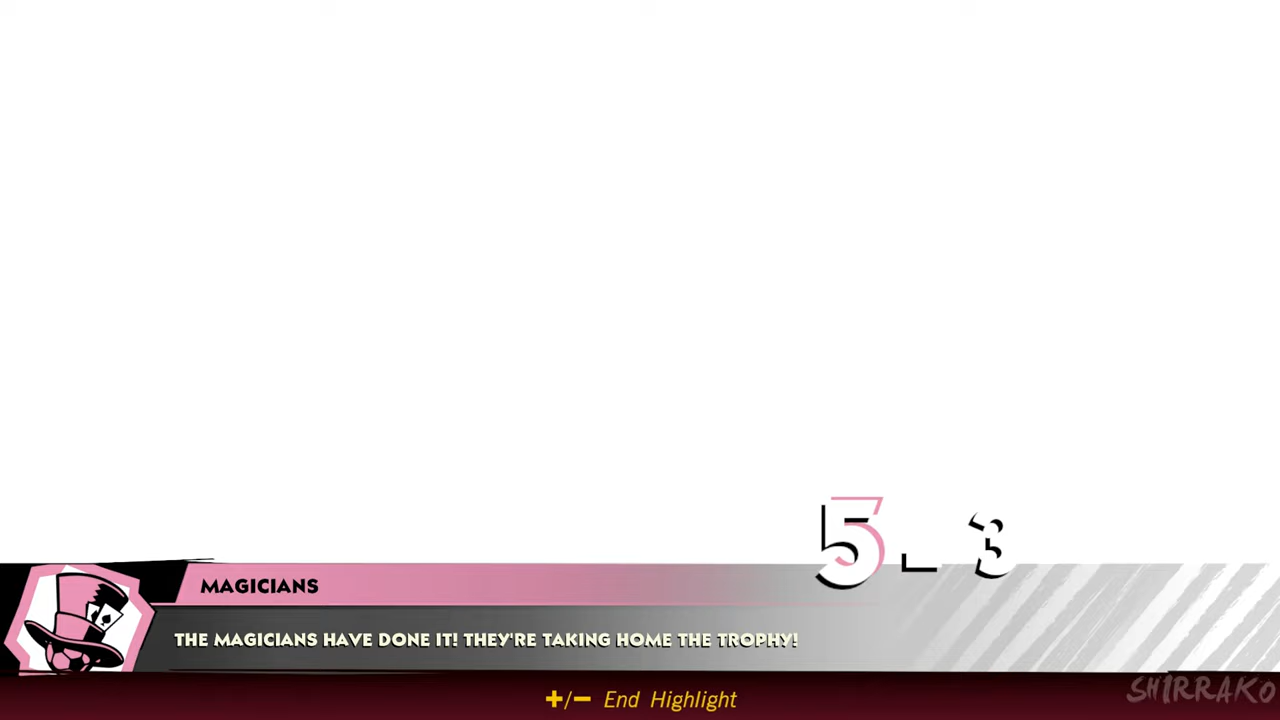 5 - 3
MAGICIANS
THE MAGICIANS HAVE DONE IT! THEY'RE TAKING HOME THE TROPHY!
+/- End Highlight
SHIRRAKO